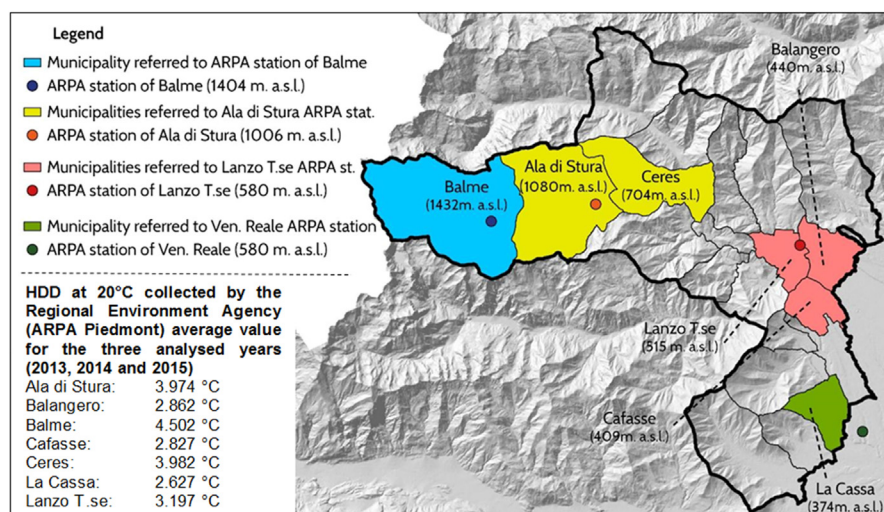 Legend
Municipality referred to ARPA station of Balme
ARPA station of Balme (1404 m. a.s.l.)
Municipalities referred to Ala di Stura ARPA stat.
ARPA station of Ala di Stura (1006 m. a.s.l.)
Municipalities referred to Lanzo T.se ARPA st.
ARPA station of Lanzo T.se (580 m. a.s.l.)
Municipality referred to Ven. Reale ARPA station
ARPA station of Ven. Reale (580 m. a.s.l.)
HDD at 20°C collected by the
Regional Environment Agency
(ARPA Piedmont) average value
for the three analysed years
(2013, 2014 and 2015)
Ala di Stura: 3.974 °C
Balangero: 2.862 °C
Balme: 4.502 °C
Cafasse: 2.827 °C
Ceres: 3.982 °C
La Cassa: 2.627 °C
Lanzo T.se: 3.197 °C
Balangero
(440m. a.s.l.)
Balme
(1432m. a.s.l.)
Ala di Stura
(1080m. a.s.l.)
Ceres
(704m. a.s.l.)
Lanzo T.se
(515 m. a.s.l.)
Cafasse
(409m. a.s.l.)
La Cassa
(374m. a.s.l.)